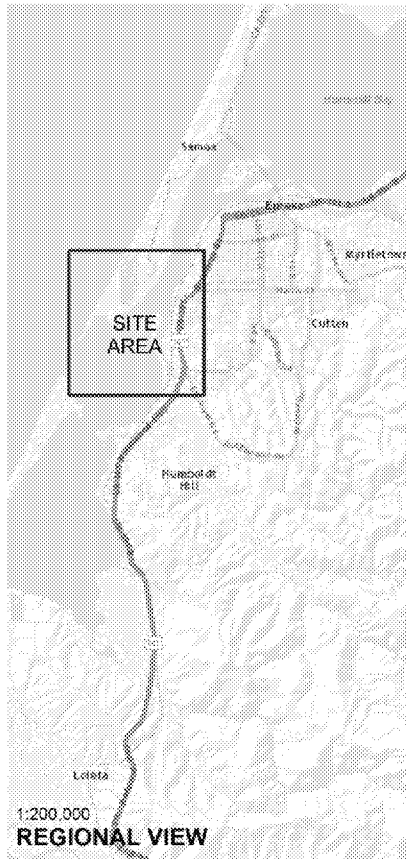 Samoa
Eureka
Myrtletown
SITE
AREA
Cutten
Humboldt
Hill
Loleta
1:200,000
REGIONAL VIEW